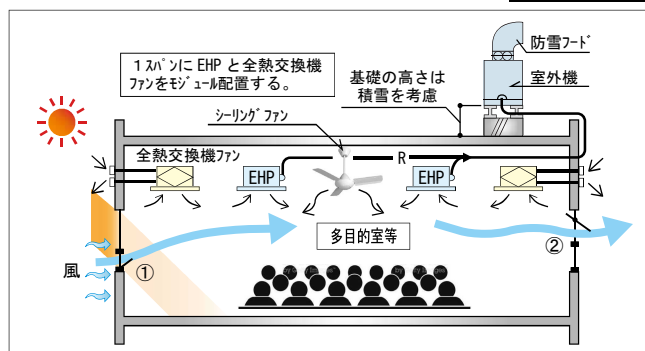 防雪ﾌｰﾄﾞ
１ｽﾊﾟﾝに EHP と全熱交換機
ﾌｧﾝをﾓｼﾞｭｰﾙ配置する。
基礎の高さは
積雪を考慮
室外機
ｼｰﾘﾝｸﾞﾌｧﾝ
全熱交換機ﾌｧﾝ
R
EHP
EHP
多目的室等
①
②
風